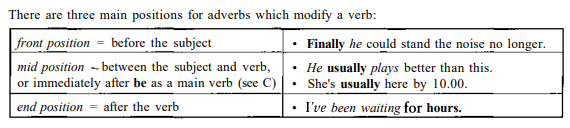 There are three main positions for adverbs which modify a verb:
front position = before the subject
• Finally he could stand the noise no longer.
mid position ~ between the subject and verb,
or immediately after be as a main verb (see C)
• He usually plays better than this.
• She's usually here by 10.00.
end position = after the verb
• I've been waiting for hours.